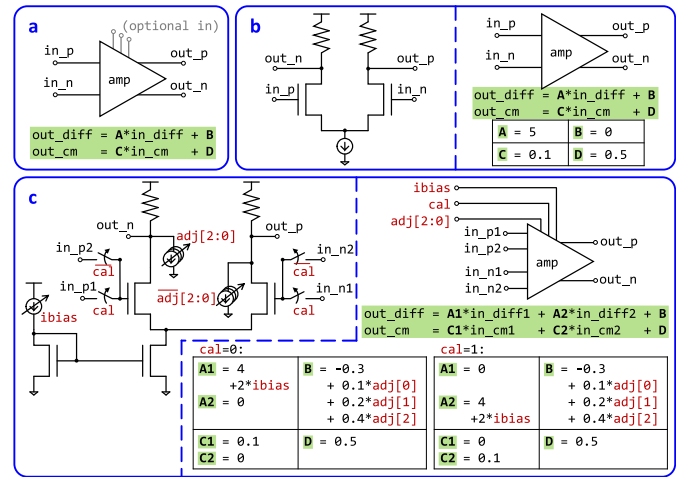 a
(optional in)
in_p
in_n
amp
out_p
out_n
out_diff = A*in_diff + B
out_cm = C*in_cm + D
b
out_n
out_p
in_p
in_n
in_p
in_n
amp
out_p
out_n
out_diff = A*in_diff + B
out_cm = C*in_cm + D
A = 5
B = 0
C = 0.1
D = 0.5
c
out_n
adj[2:0]
out_p
in_p2
cal
in_p1
cal
adj[2:0]
in_n2
cal
in_n1
cal
ibias
ibias
cal
adj[2:0]
in_p1
in_p2
in_n1
in_n2
amp
out_p
out_n
out_diff = A1*in_diff1 + A2*in_diff2 + B
out_cm = C1*in_cm1 + C2*in_cm2 + D
cal=0:
A1 = 4
+2*ibias
A2 = 0
B = -0.3
+ 0.1*adj[0]
+ 0.2*adj[1]
+ 0.4*adj[2]
C1 = 0.1
C2 = 0
D = 0.5
cal=1:
A1 = 0
A2 = 4
+2*ibias
B = -0.3
+ 0.1*adj[0]
+ 0.2*adj[1]
+ 0.4*adj[2]
C1 = 0
C2 = 0.1
D = 0.5